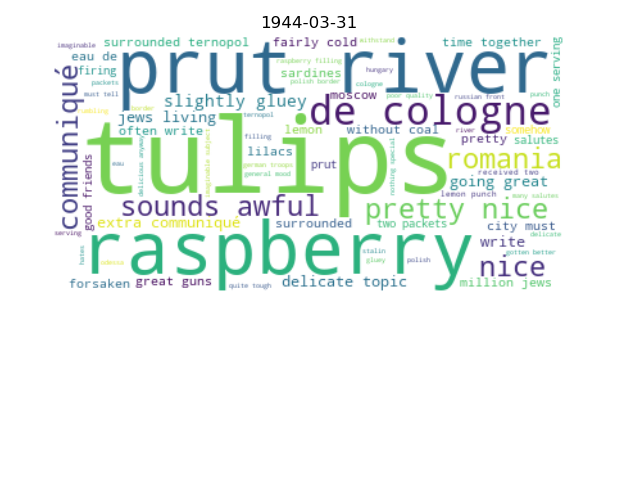 1944-03-31
imaginable
surrounded ternopol
fairly cold
withstand
time together
eau de
prut river
raspberry filling
firing
sardines
hungary
packets
polish border
must tell
moscow
poor quality
russian front
punch
one serving
communiqué
slightly gluey
de cologne
border
jews living
ternopol
often write
lemon
without coal
river
somehow
tulips
filling
pretty
salutes
delicious anyway
imaginable subject
lilacs
romania
good friends
eau
german troops
prut
nothing special
received two
general mood
going great
lemon punch
many salutes
sounds awful
pretty nice
extra communiqué
surrounded
two packets
city must
serving
raspberry
write
delicate
hates
stalin
gotten better
odessa
gluey
polish
nice
forsaken
great guns
quite tough
delicate topic
million jews
cologne